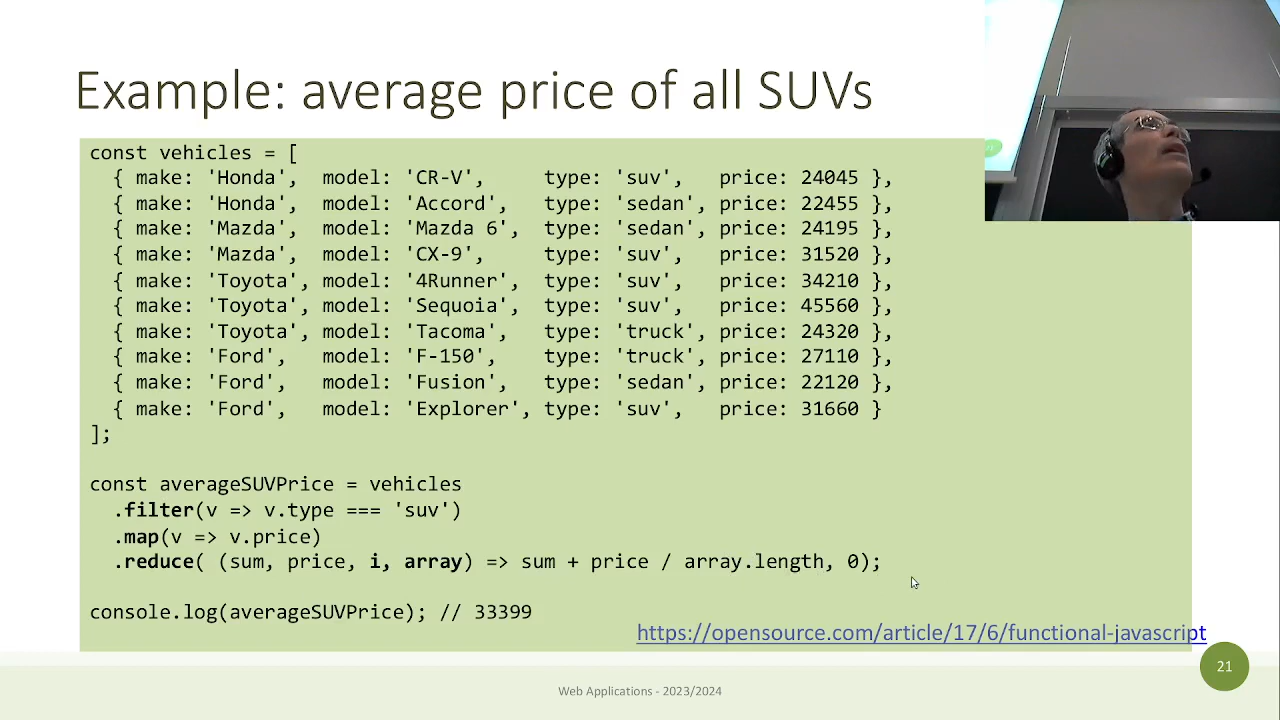 Example: average price of all SUVs
const vehicles = [
{ make: 'Honda', model: 'CR-V', type: 'suv', price: 24045 },
{ make: 'Honda', model: 'Accord', type: 'sedan', price: 22455 },
{ make: 'Mazda', model: 'Mazda 6', type: 'sedan', price: 24195 },
{ make: 'Mazda', model: 'CX-9', type: 'suv', price: 31520 },
{ make: 'Toyota', model: '4Runner', type: 'suv', price: 34210 },
{ make: 'Toyota', model: 'Sequoia', type: 'suv', price: 45560 },
{ make: 'Toyota', model: 'Tacoma', type: 'truck', price: 24320 },
{ make: 'Ford', model: 'F-150', type: 'truck', price: 27110 },
{ make: 'Ford', model: 'Fusion', type: 'sedan', price: 22120 },
{ make: 'Ford', model: 'Explorer', type: 'suv', price: 31660 }
];
const averageSUVPrice = vehicles
.filter(v => v.type === 'suv')
.map(v => v.price)
.reduce( (sum, price, i, array) => sum + price / array.length, 0);
console.log(averageSUVPrice); // 33399
https://opensource.com/article/17/6/functional-javascript
Web Applications - 2023/2024
21